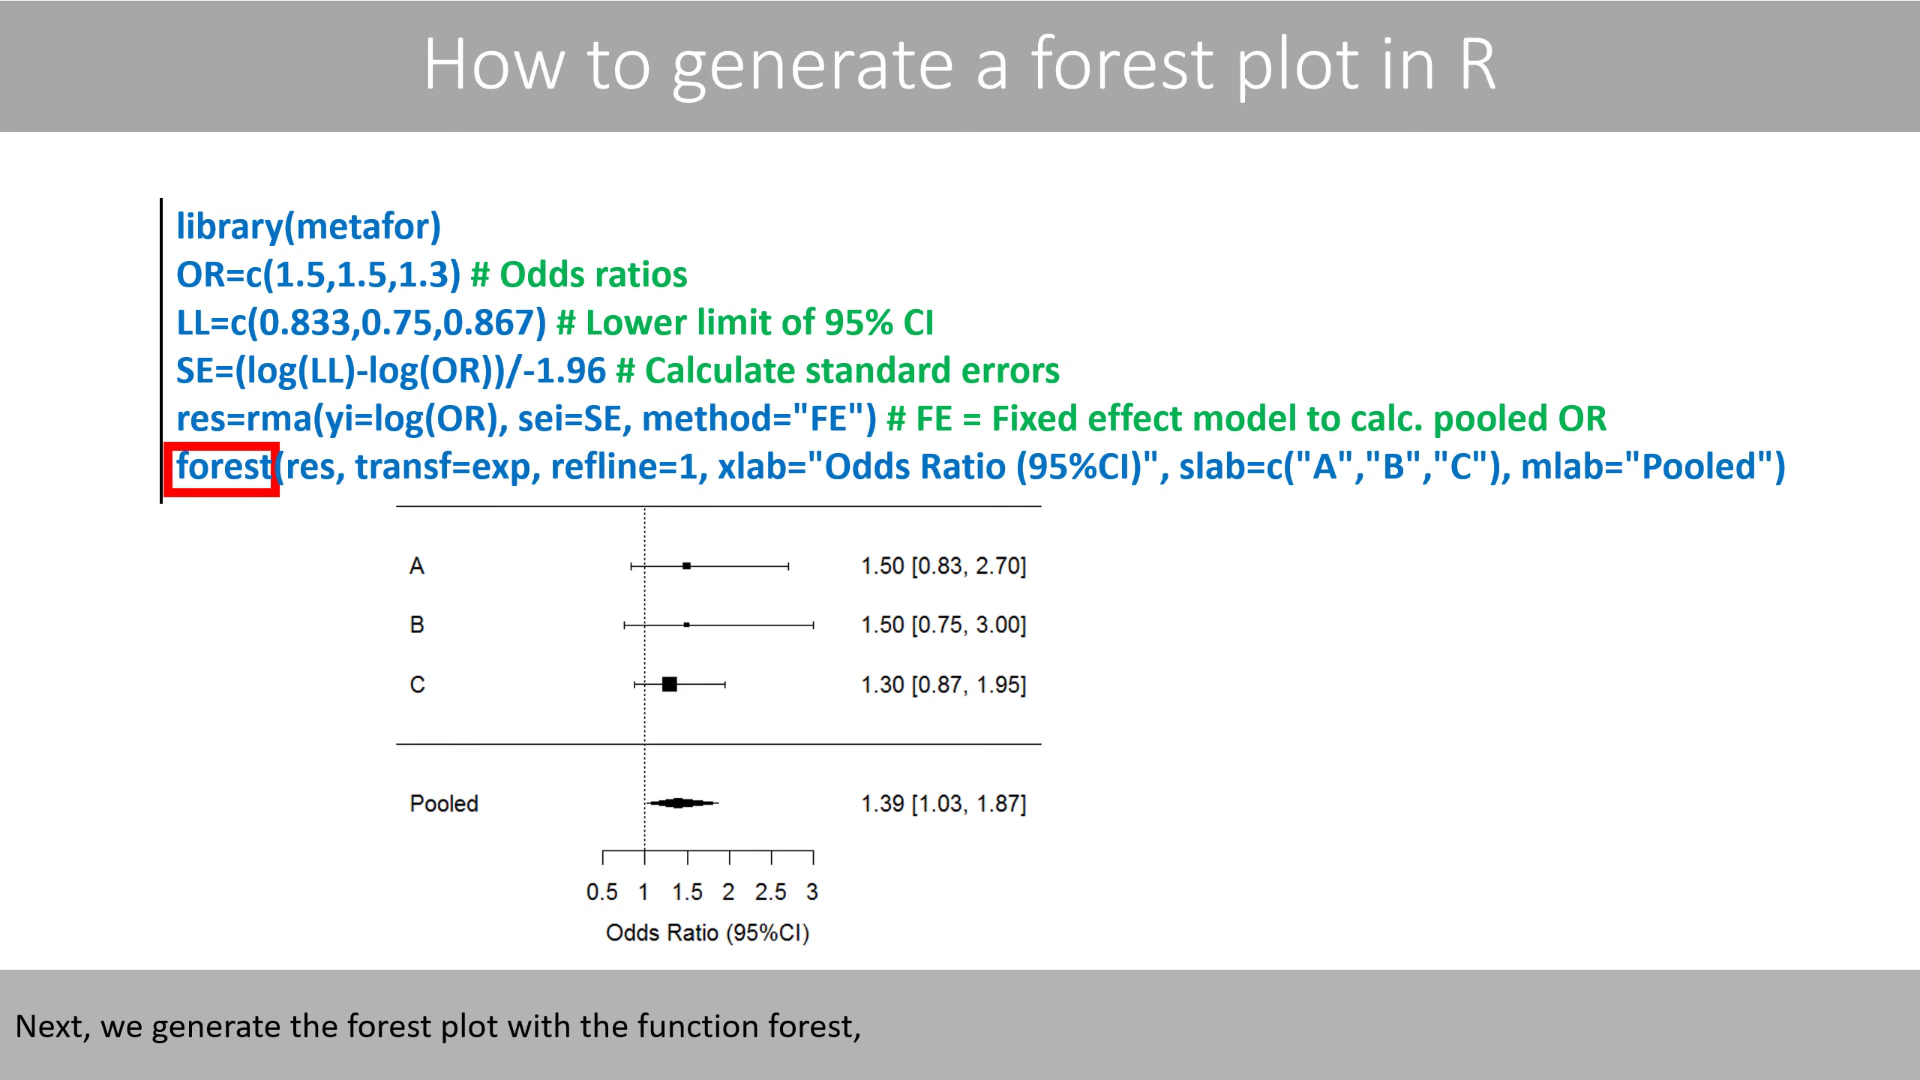 How to generate a forest plot in R
library(metafor)
OR=c(1.5,1.5,1.3) # Odds ratios
LL=c(0.833,0.75,0.867) # Lower limit of 95% CI
SE=(log(LL)-log(OR))/-1.96 # Calculate standard errors
res=rma(yi=log(OR), sei=SE, method="FE") # FE = Fixed effect model to calc. pooled OR
forest(res, transf=exp, refline=1, xlab="Odds Ratio (95%CI)", slab=c("A","B","C"), mlab="Pooled")
A 1.50 [0.83, 2.70]
B 1.50 [0.75, 3.00]
C 1.30 [0.87, 1.95]
Pooled 1.39 [1.03, 1.87]
0.5 1 1.5 2 2.5 3
Odds Ratio (95%CI)
Next, we generate the forest plot with the function forest,